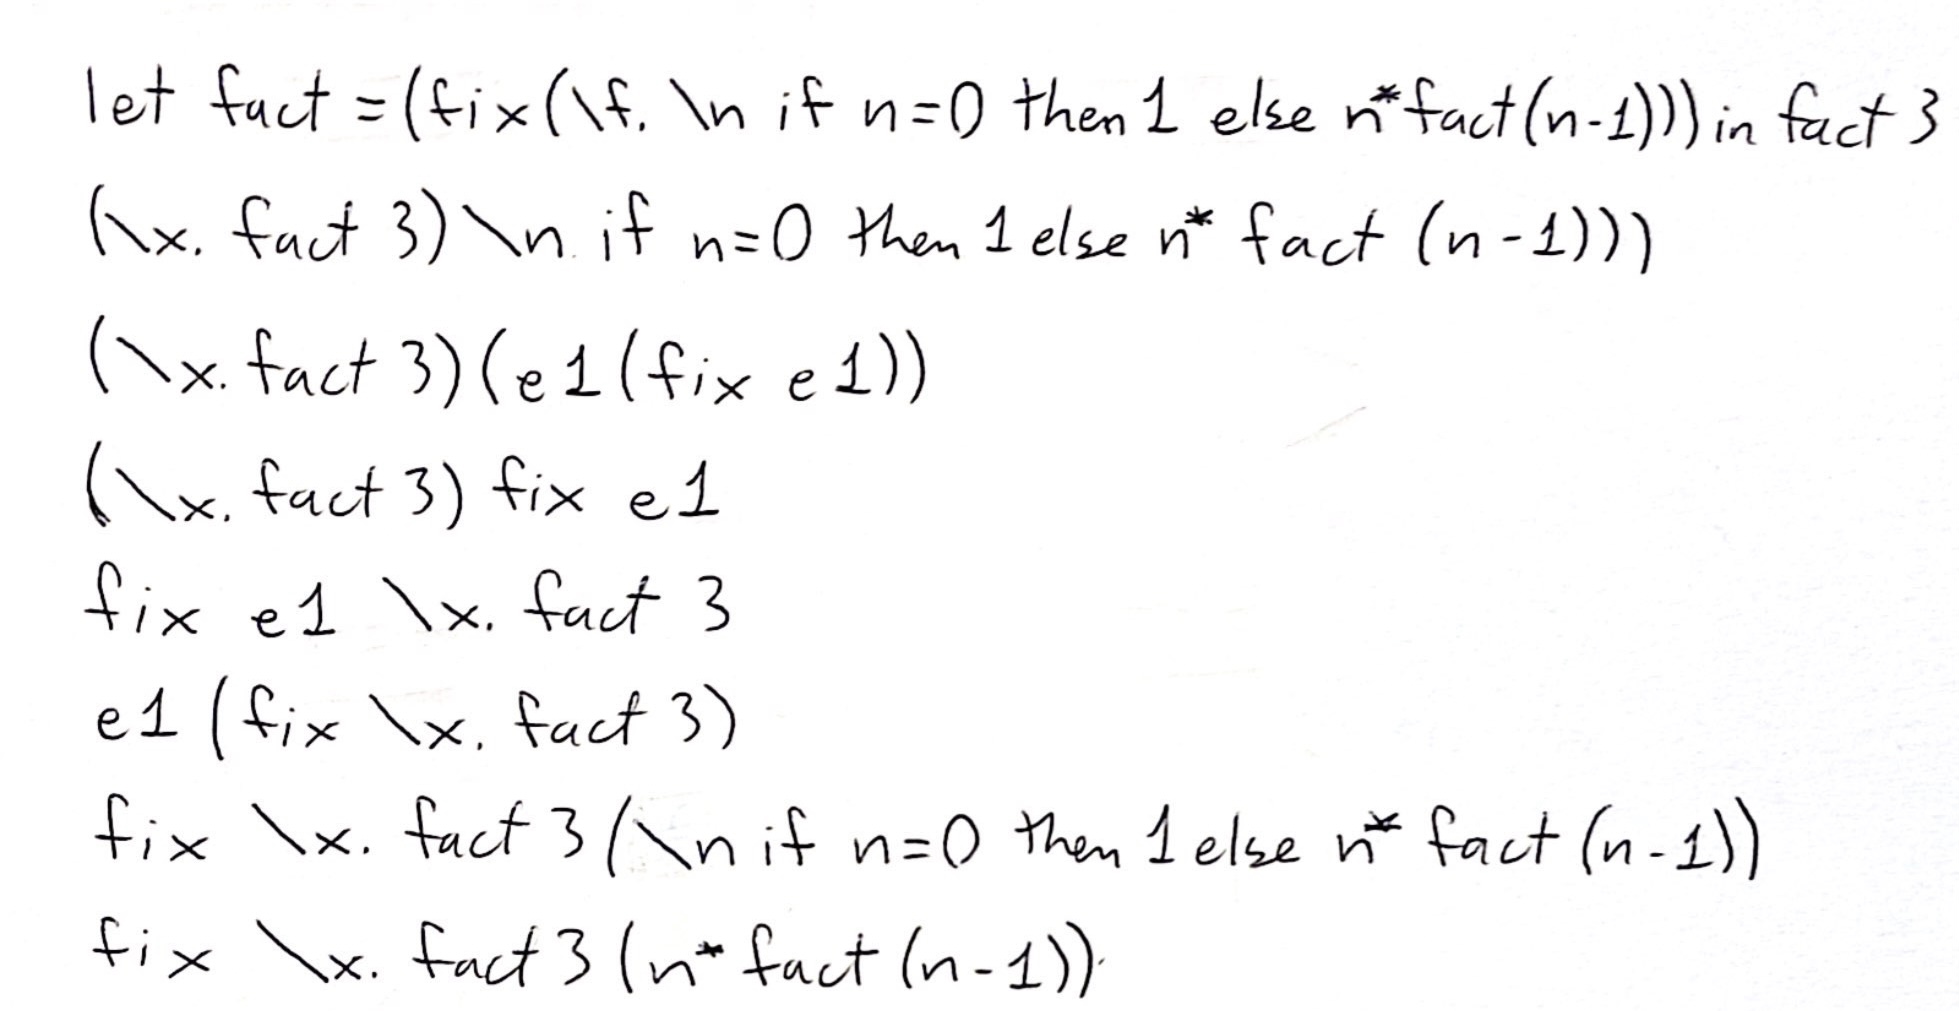 let fact = (fix (\f. \n if n=0 then 1 else n* fact (n-1))) in fact 3
(\x. fact 3) \n. if n=0 then 1 else n* fact (n-1)))
(\x. fact 3) (e1 (fix e1))
(\x. fact 3) fix e1
fix e1 \x. fact 3
e1 (fix \x. fact 3)
fix \x. fact 3 (\n if n=0 then 1 else n* fact (n-1))
fix \x. fact 3 (n* fact (n-1))